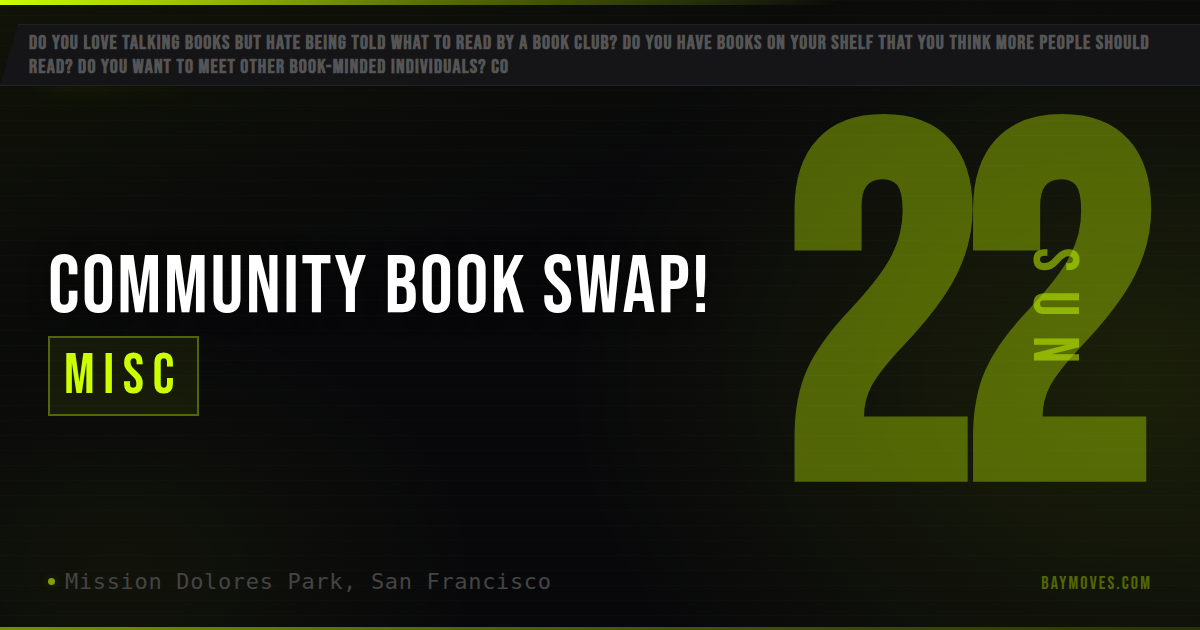 DO YOU LOVE TALKING BOOKS BUT HATE BEING TOLD WHAT TO READ BY A BOOK CLUB? DO YOU HAVE BOOKS ON YOUR SHELF THAT YOU THINK MORE PEOPLE SHOULD
READ? DO YOU WANT TO MEET OTHER BOOK-MINDED INDIVIDUALS? CO
22
SUN
COMMUNITY BOOK SWAP!
MISC
Mission Dolores Park, San Francisco
BAYMOVES.COM